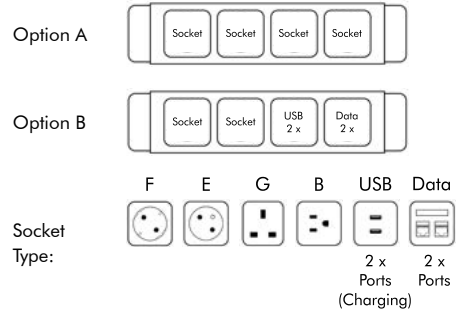 Option A
Socket Socket Socket Socket
Option B
Socket Socket USB Data
2 x 2 x
F E G B USB Data
Socket
Type:
2 x 2 x
Ports Ports
(Charging)